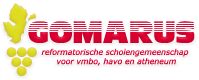 GOMARUS
reformatorische scholengemeenschap
voor vmbo, havo en atheneum